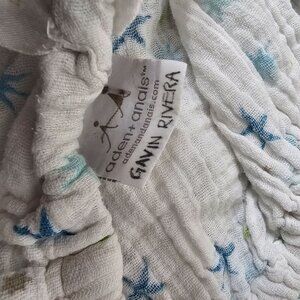 aden + anais™
adenandanais.com
GAVIN RIVERA